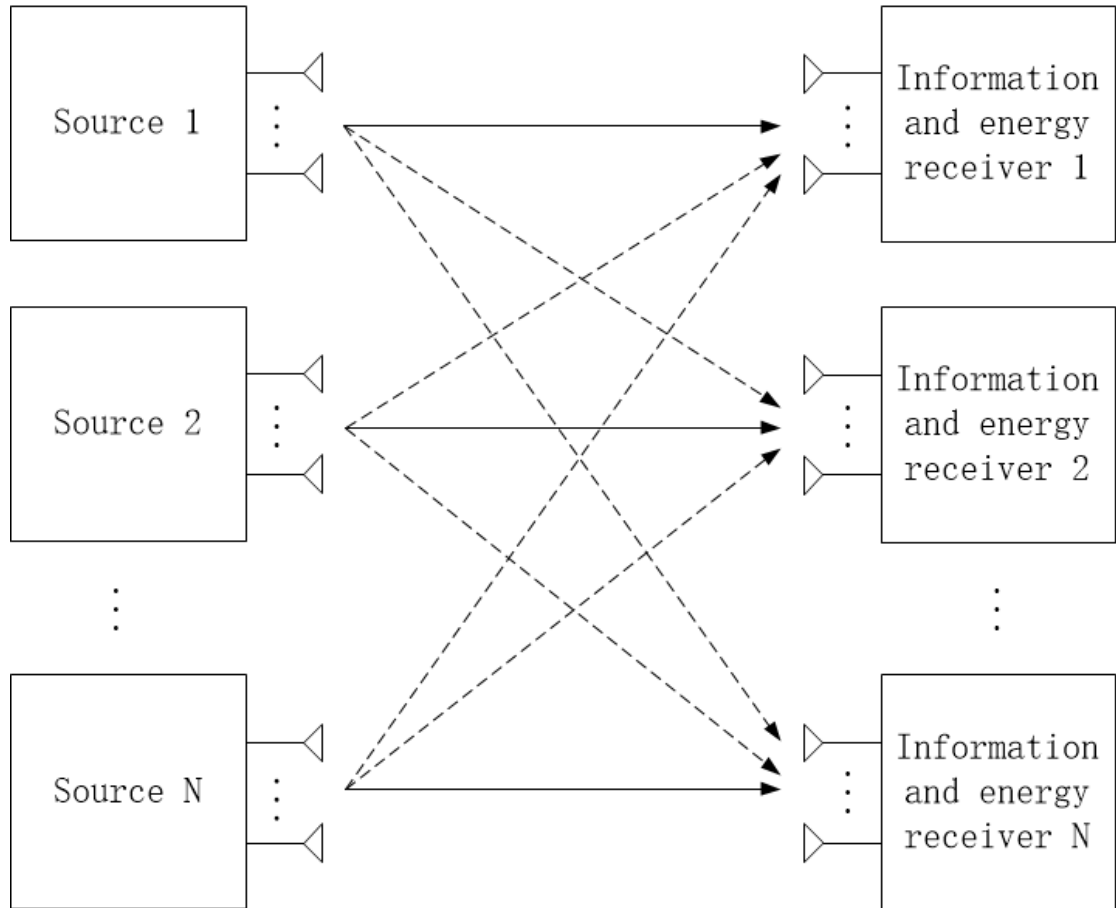 Source 1
Information
and energy
receiver 1
Source 2
Information
and energy
receiver 2
Source N
Information
and energy
receiver N